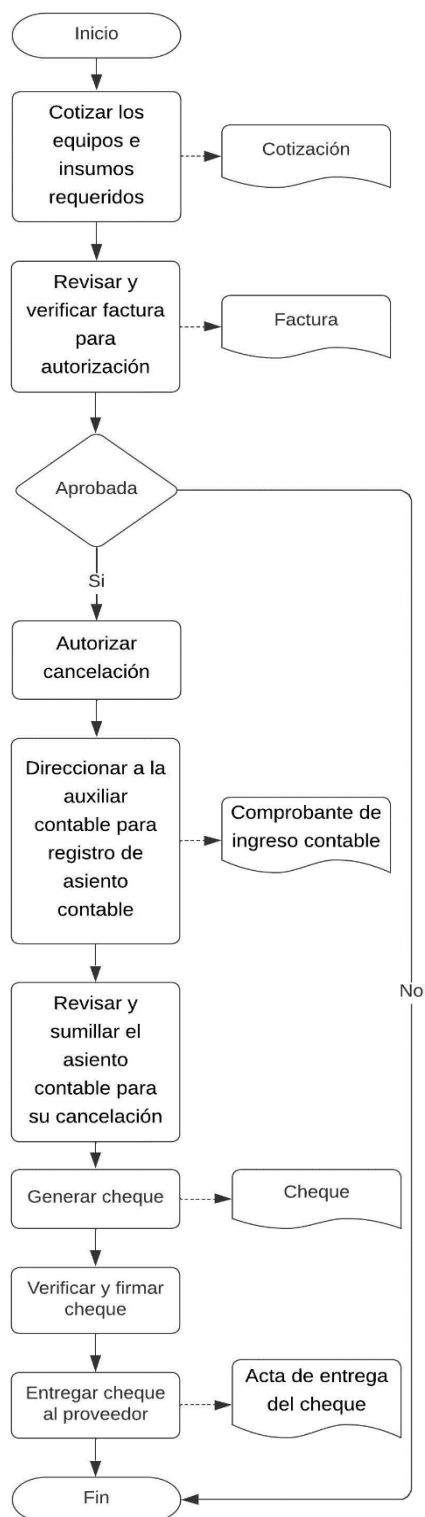 Inicio
Cotizar los
equipos e
insumos
requeridos
Cotización
Revisar y
verificar factura
para
autorización
Factura
Aprobada
Si
Autorizar
cancelación
Direccionar a la
auxiliar
contable para
registro de
asiento
contable
Comprobante de
ingreso contable
No
Revisar y
sumillar el
asiento
contable para
su cancelación
Generar cheque
Cheque
Verificar y firmar
cheque
Entregar cheque
al proveedor
Acta de entrega
del cheque
Fin